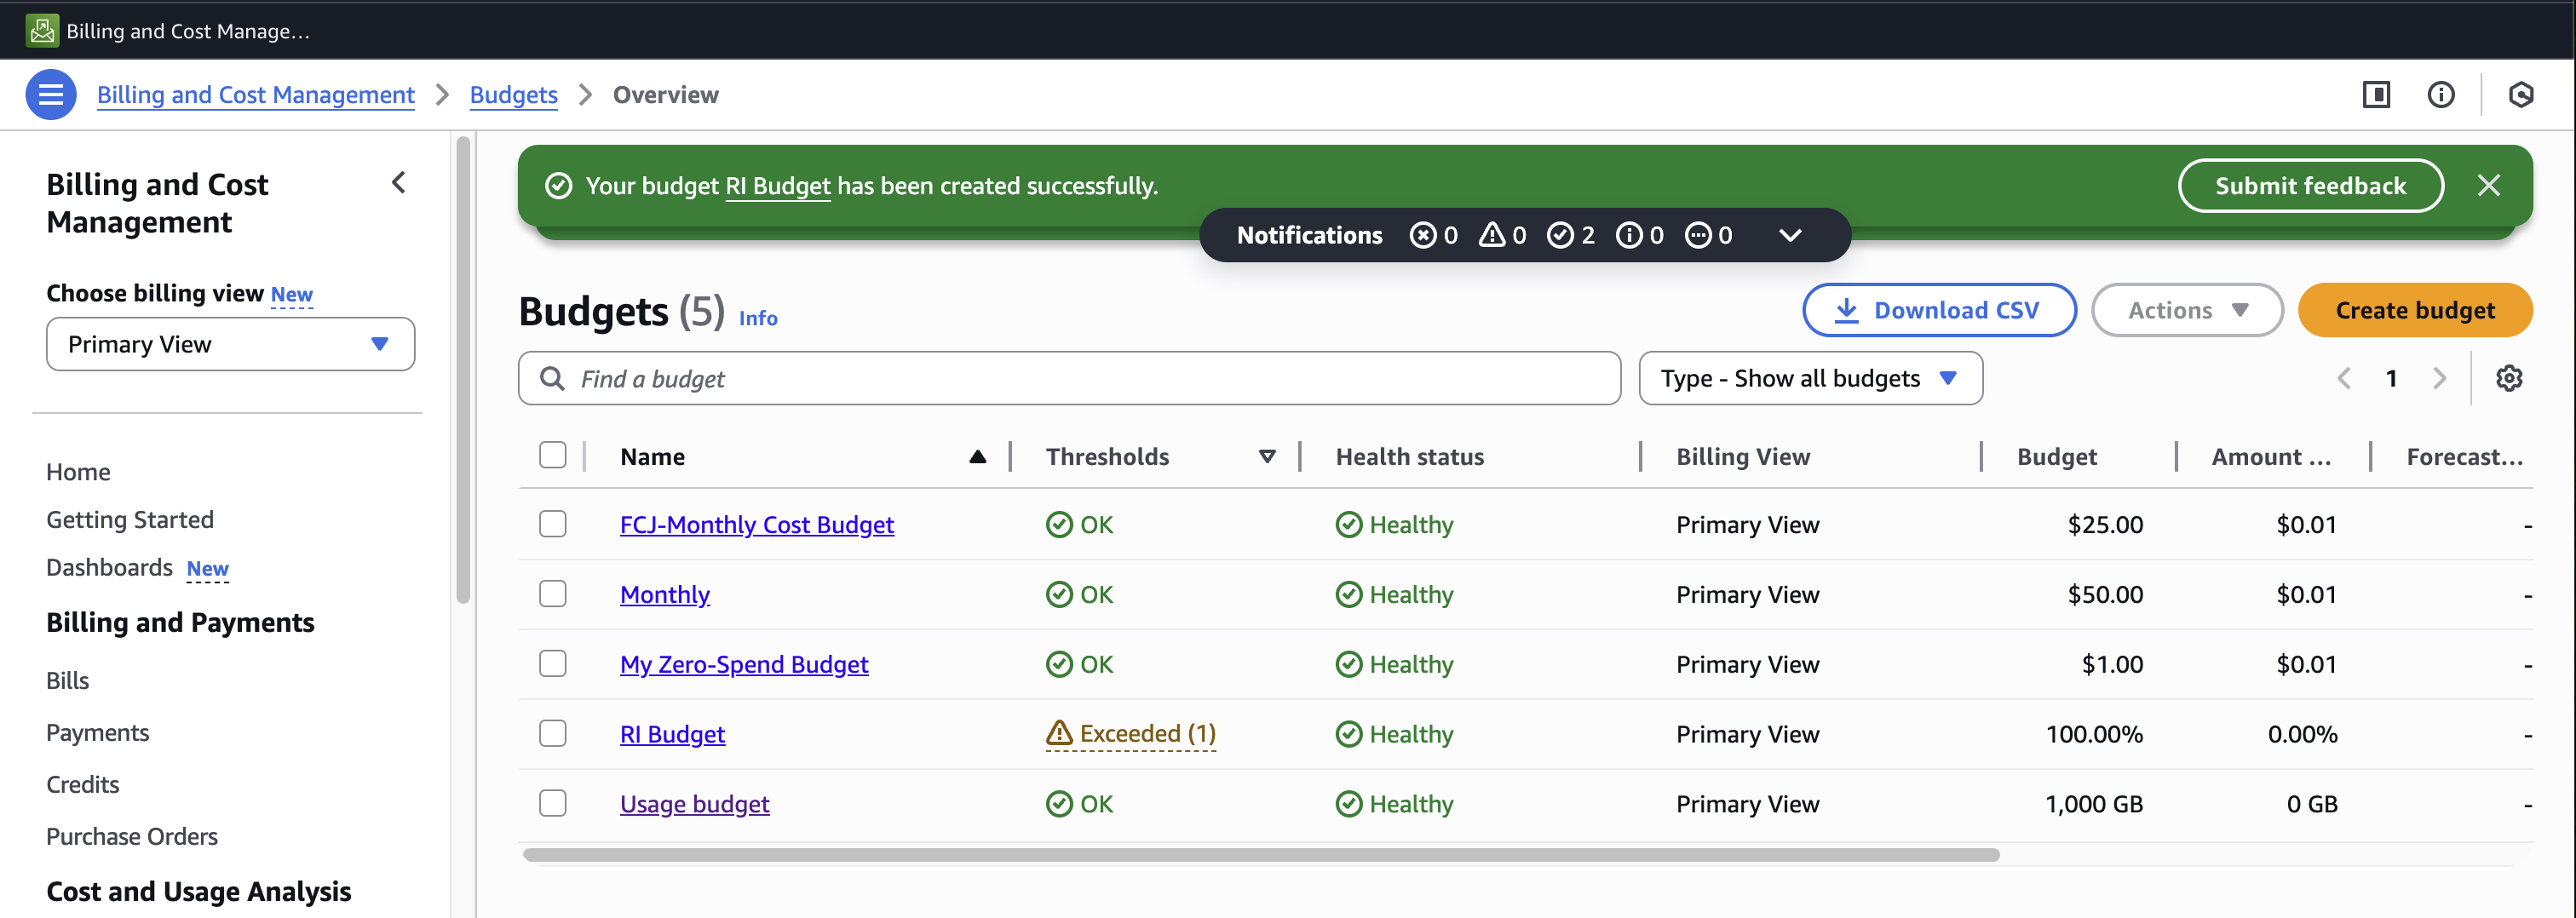 Billing and Cost Manage...
Billing and Cost Management > Budgets > Overview
Billing and Cost
Management
Choose billing view New
Primary View
Home
Getting Started
Dashboards New
Billing and Payments
Bills
Payments
Credits
Purchase Orders
Cost and Usage Analysis
Your budget RI Budget has been created successfully.
Submit feedback
Notifications 0 0 2 0 0
Budgets (5) Info
Download CSV
Actions
Create budget
Find a budget
Type - Show all budgets
1
Name Thresholds Health status Billing View Budget Amount ... Forecast...
FCJ-Monthly Cost Budget OK Healthy Primary View $25.00 $0.01 -
Monthly OK Healthy Primary View $50.00 $0.01 -
My Zero-Spend Budget OK Healthy Primary View $1.00 $0.01 -
RI Budget Exceeded (1) Healthy Primary View 100.00% 0.00% -
Usage budget OK Healthy Primary View 1,000 GB 0 GB -